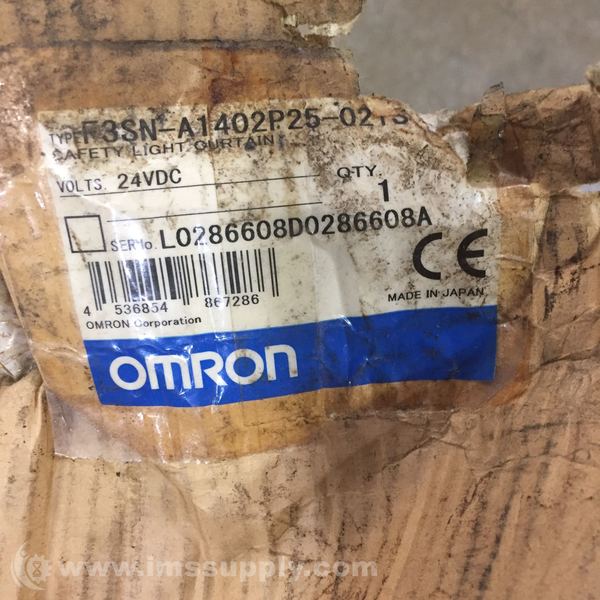 TYPE F3SN-A1402P25-02TS
SAFETY LIGHT CURTAIN
VOLTS. 24VDC QTY. 1
SER No. L0286608D0286608A
CE
4 536854 867286
MADE IN JAPAN
OMRON Corporation
OMRON
www.imssupply.com